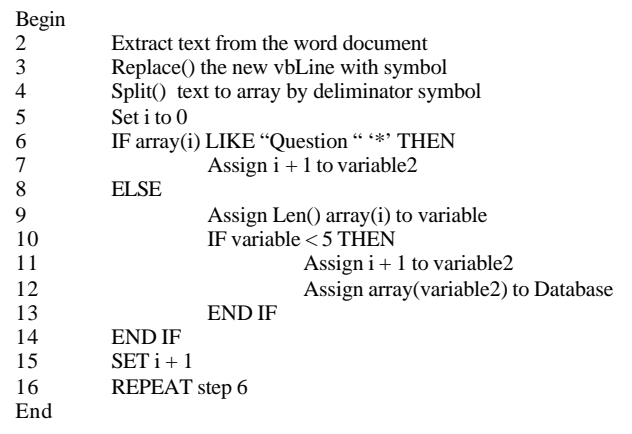 Begin
2 Extract text from the word document
3 Replace() the new vbLine with symbol
4 Split() text to array by deliminator symbol
5 Set i to 0
6 IF array(i) LIKE “Question “ ‘*’ THEN
7 Assign i + 1 to variable2
8 ELSE
9 Assign Len() array(i) to variable
10 IF variable < 5 THEN
11 Assign i + 1 to variable2
12 Assign array(variable2) to Database
13 END IF
14 END IF
15 SET i + 1
16 REPEAT step 6
End